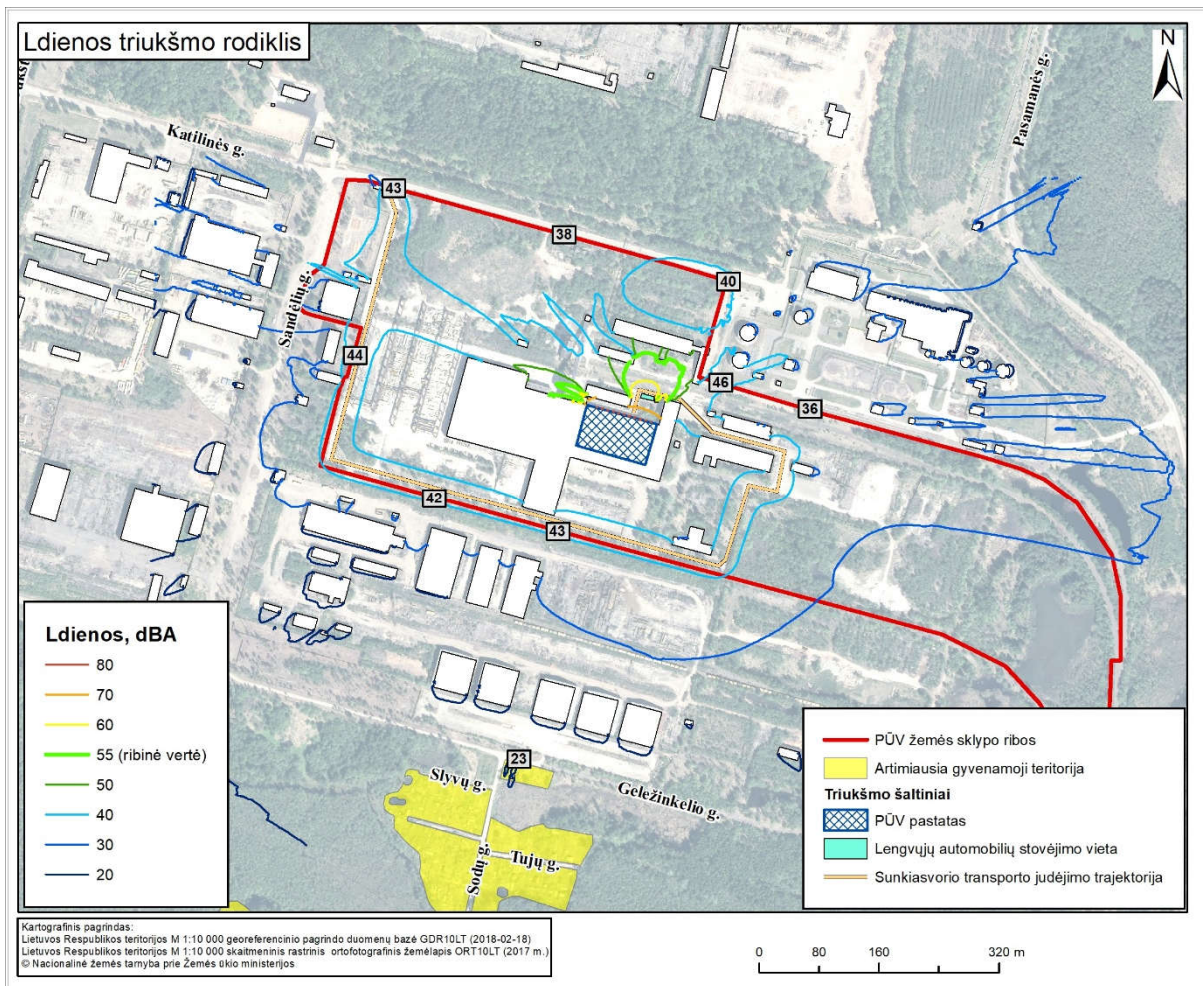 Ldienos triukšmo rodiklis
N
Pasamanės g.
Katilinės g.
Sandėlių g.
43
38
40
44
46
36
42
43
23
Slyvų g.
Geležinkelio g.
Tujų g.
Sodų g.
Ldienos, dBA
80
70
60
55 (ribinė vertė)
50
40
30
20
PŪV žemės sklypo ribos
Artimiausia gyvenamoji teritorija
Triukšmo šaltiniai
PŪV pastatas
Lengvųjų automobilių stovėjimo vieta
Sunkiasvorio transporto judėjimo trajektorija
Kartografinis pagrindas:
Lietuvos Respublikos teritorijos M 1:10 000 georeferencinio pagrindo duomenų bazė GDR10LT (2018-02-18)
Lietuvos Respublikos teritorijos M 1:10 000 skaitmeninis rastrinis ortofotografinis žemėlapis ORT10LT (2017 m.)
© Nacionalinė žemės tarnyba prie Žemės ūkio ministerijos
0 80 160 320 m